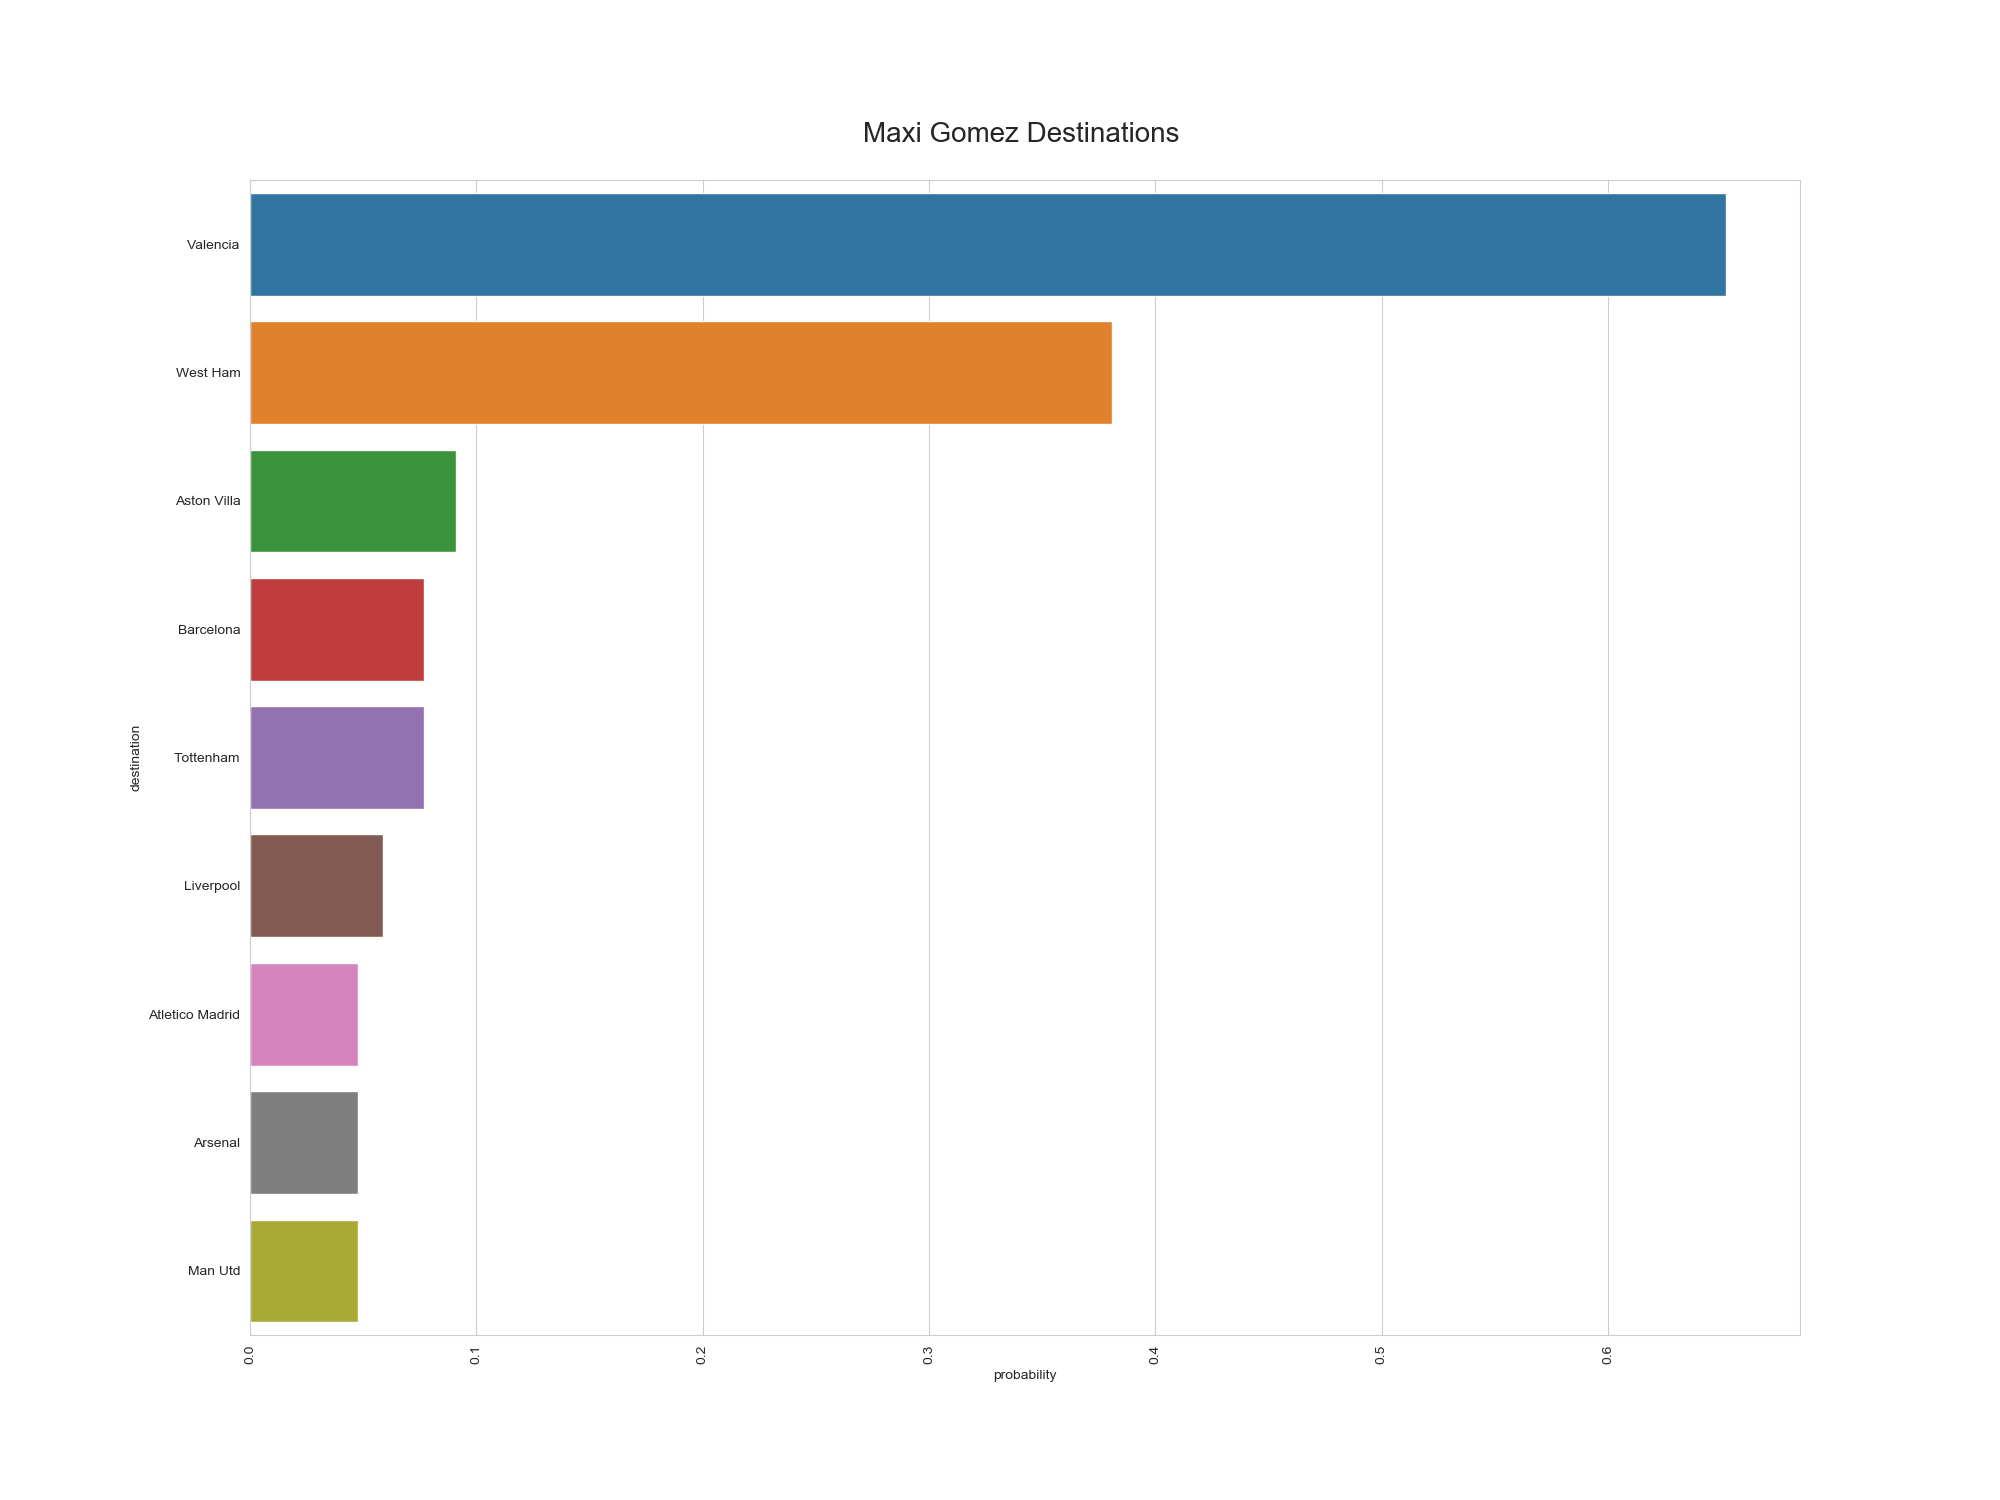 Maxi Gomez Destinations
Valencia
West Ham
Aston Villa
Barcelona
Tottenham
Liverpool
Atletico Madrid
Arsenal
Man Utd
destination
0.0 0.1 0.2 0.3 0.4 0.5 0.6
probability